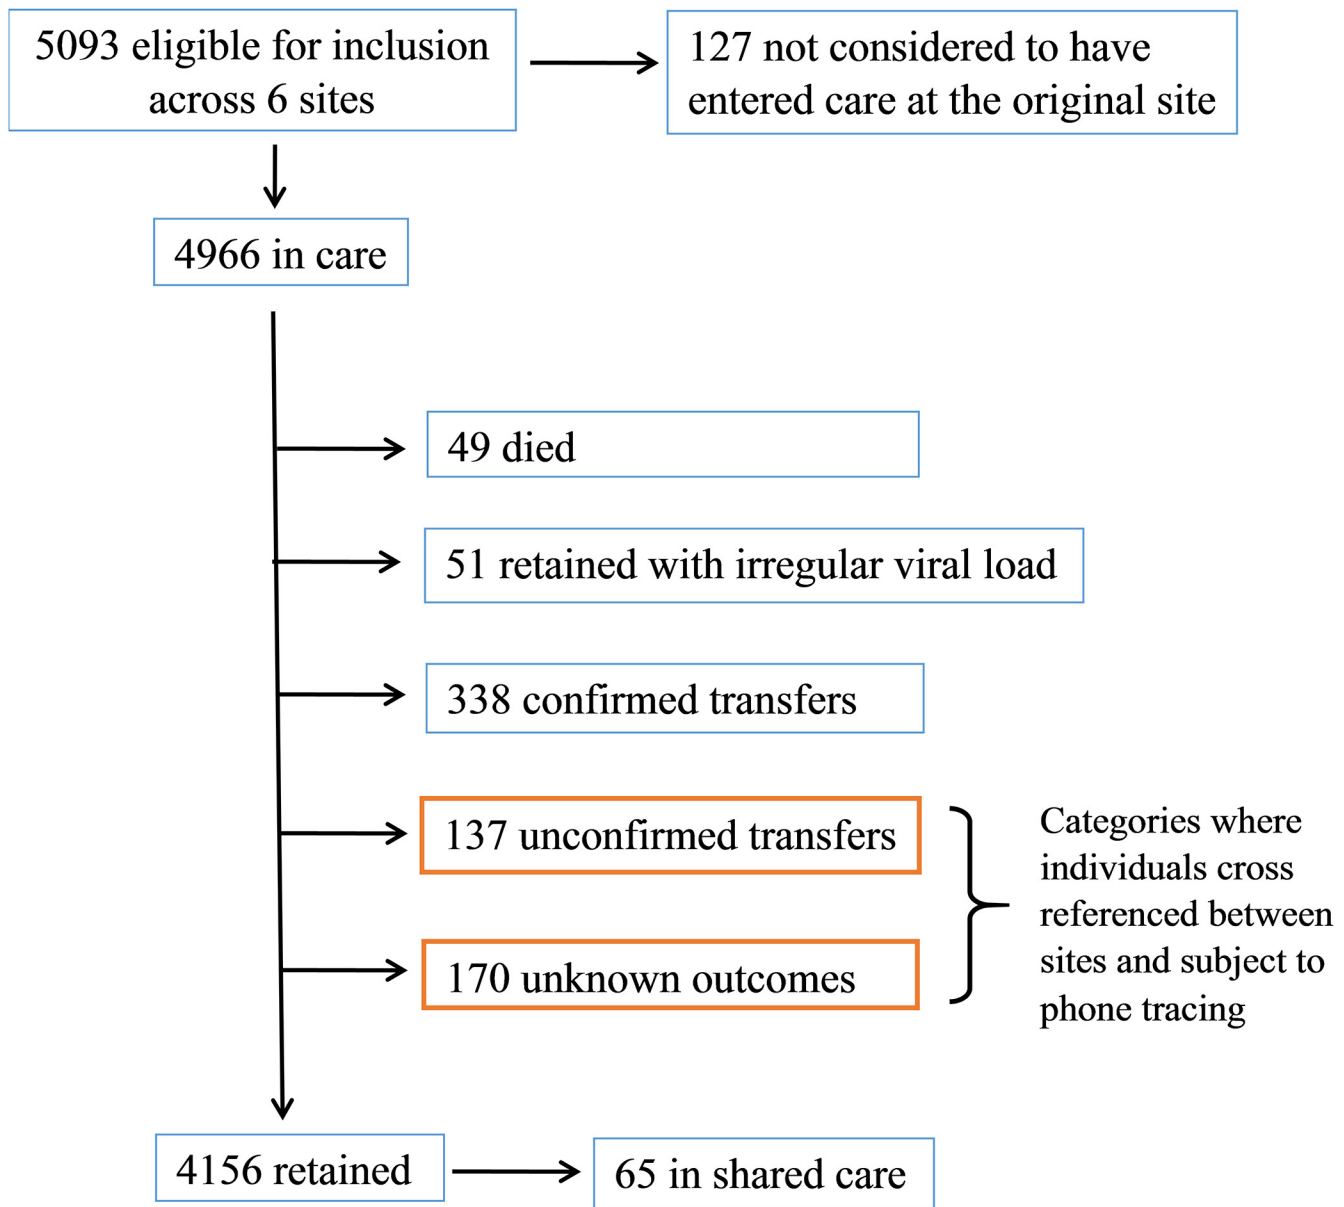 5093 eligible for inclusion
across 6 sites
127 not considered to have
entered care at the original site
4966 in care
49 died
51 retained with irregular viral load
338 confirmed transfers
137 unconfirmed transfers
170 unknown outcomes
Categories where
individuals cross
referenced between
sites and subject to
phone tracing
4156 retained
65 in shared care